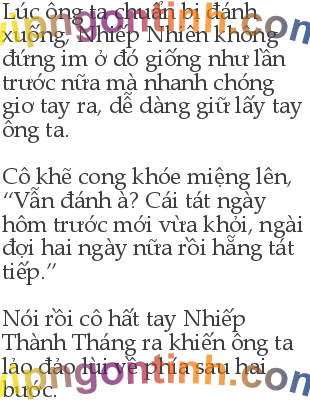 Lúc ông ta chuẩn bị đánh
xuống, Nhiếp Nhiên không
đứng im ở đó giống như lần
trước nữa mà nhanh chóng
giơ tay ra, dễ dàng giữ lấy tay
ông ta.
Cô khẽ cong khóe miệng lên,
“Vẫn đánh à? Cái tát ngày
hôm trước mới vừa khỏi, ngài
đợi hai ngày nữa rồi hẵng tát
tiếp.”
Nói rồi cô hất tay Nhiếp
Thành Thắng ra khiến ông ta
lảo đảo lùi về phía sau hai
bước.